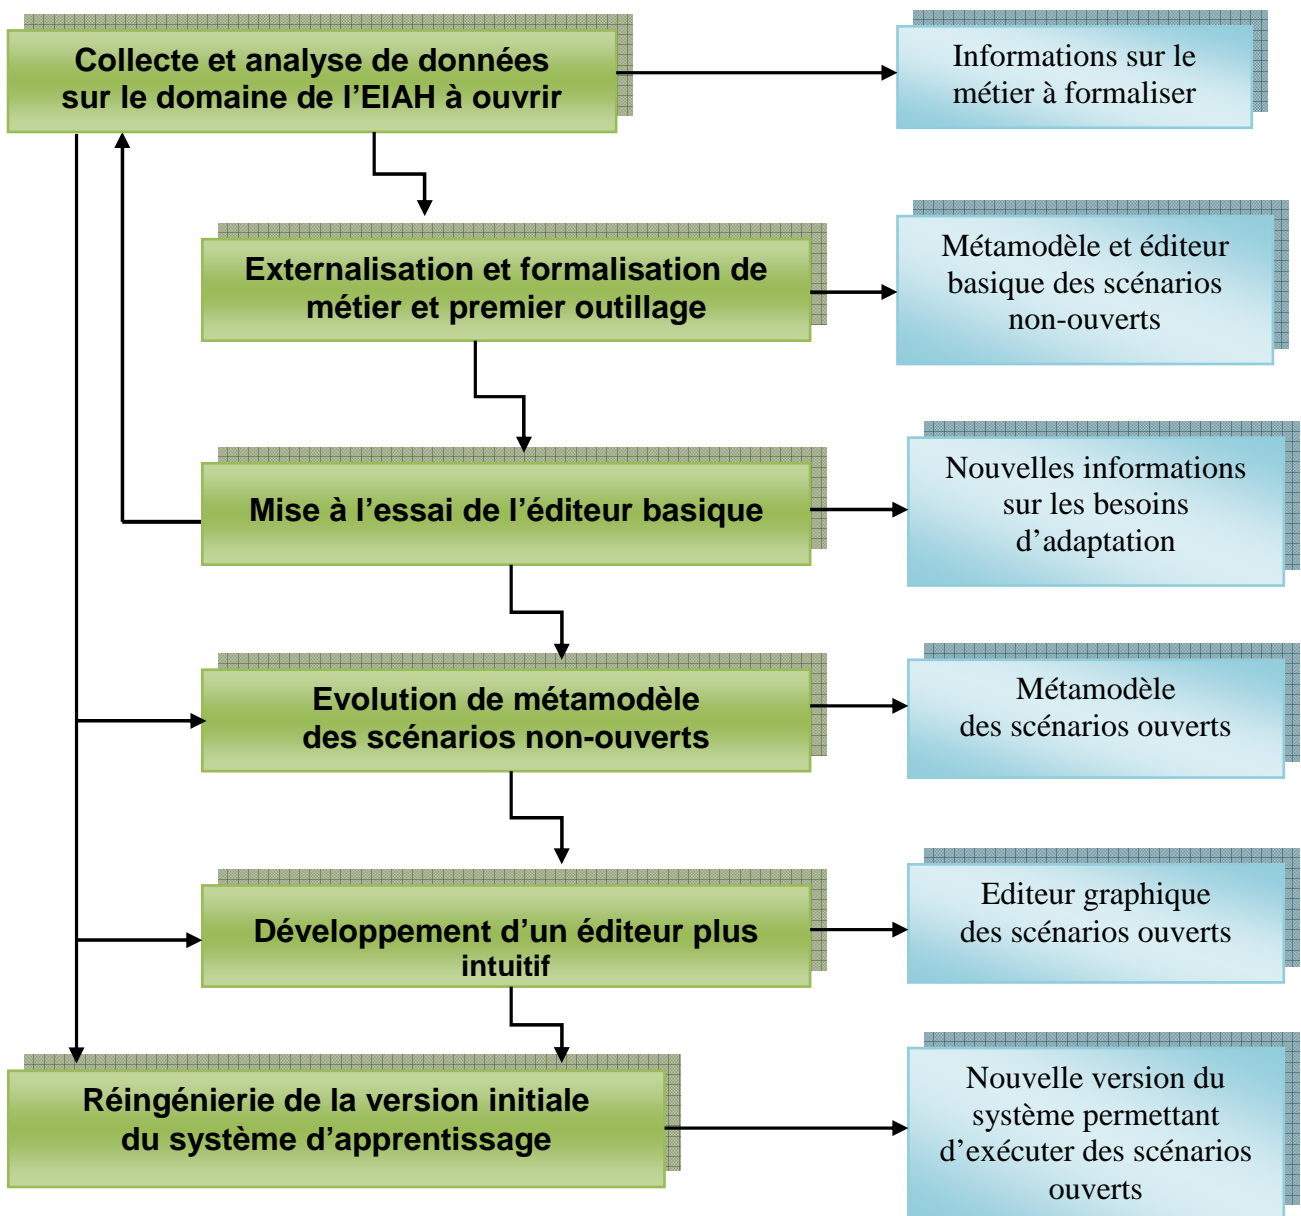 Collecte et analyse de données
sur le domaine de l’EIAH à ouvrir
Informations sur le
métier à formaliser
Externalisation et formalisation de
métier et premier outillage
Métamodèle et éditeur
basique des scénarios
non-ouverts
Mise à l’essai de l’éditeur basique
Nouvelles informations
sur les besoins
d’adaptation
Evolution de métamodèle
des scénarios non-ouverts
Métamodèle
des scénarios ouverts
Développement d’un éditeur plus
intuitif
Editeur graphique
des scénarios ouverts
Réingénierie de la version initiale
du système d’apprentissage
Nouvelle version du
système permettant
d’exécuter des scénarios
ouverts